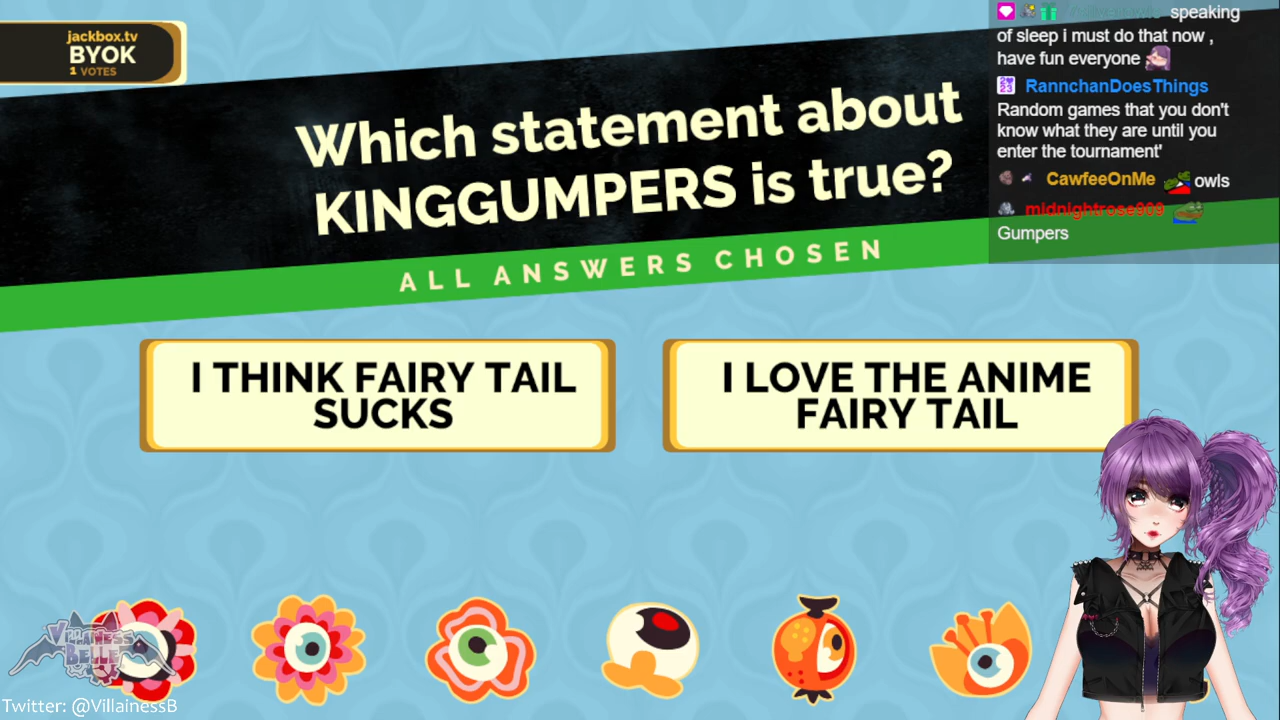 jackbox.tv
BYOK
1 VOTES
Which statement about
KINGGUMPERS is true?
ALL ANSWERS CHOSEN
I THINK FAIRY TAIL
SUCKS
I LOVE THE ANIME
FAIRY TAIL
speaking
of sleep i must do that now ,
have fun everyone
RannchanDoesThings
Random games that you don't
know what they are until you
enter the tournament'
CawfeeOnMe owls
midnightrose909
Gumpers
VILLAINESS
BELLE
Twitter: @VillainessB